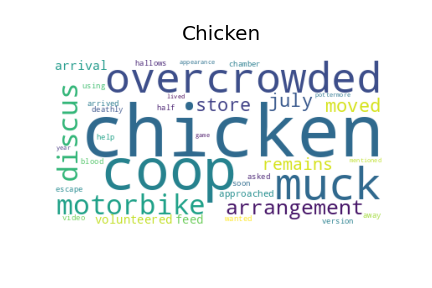 Chicken
hallows appearance chamber
arrival overcrowded
using lived pottermore
arrived half store july moved
deathly
discus chicken
help game
year coop remains mentioned
blood asked muck
escape soon approached
motorbike arrangement away
video volunteered feed wanted version